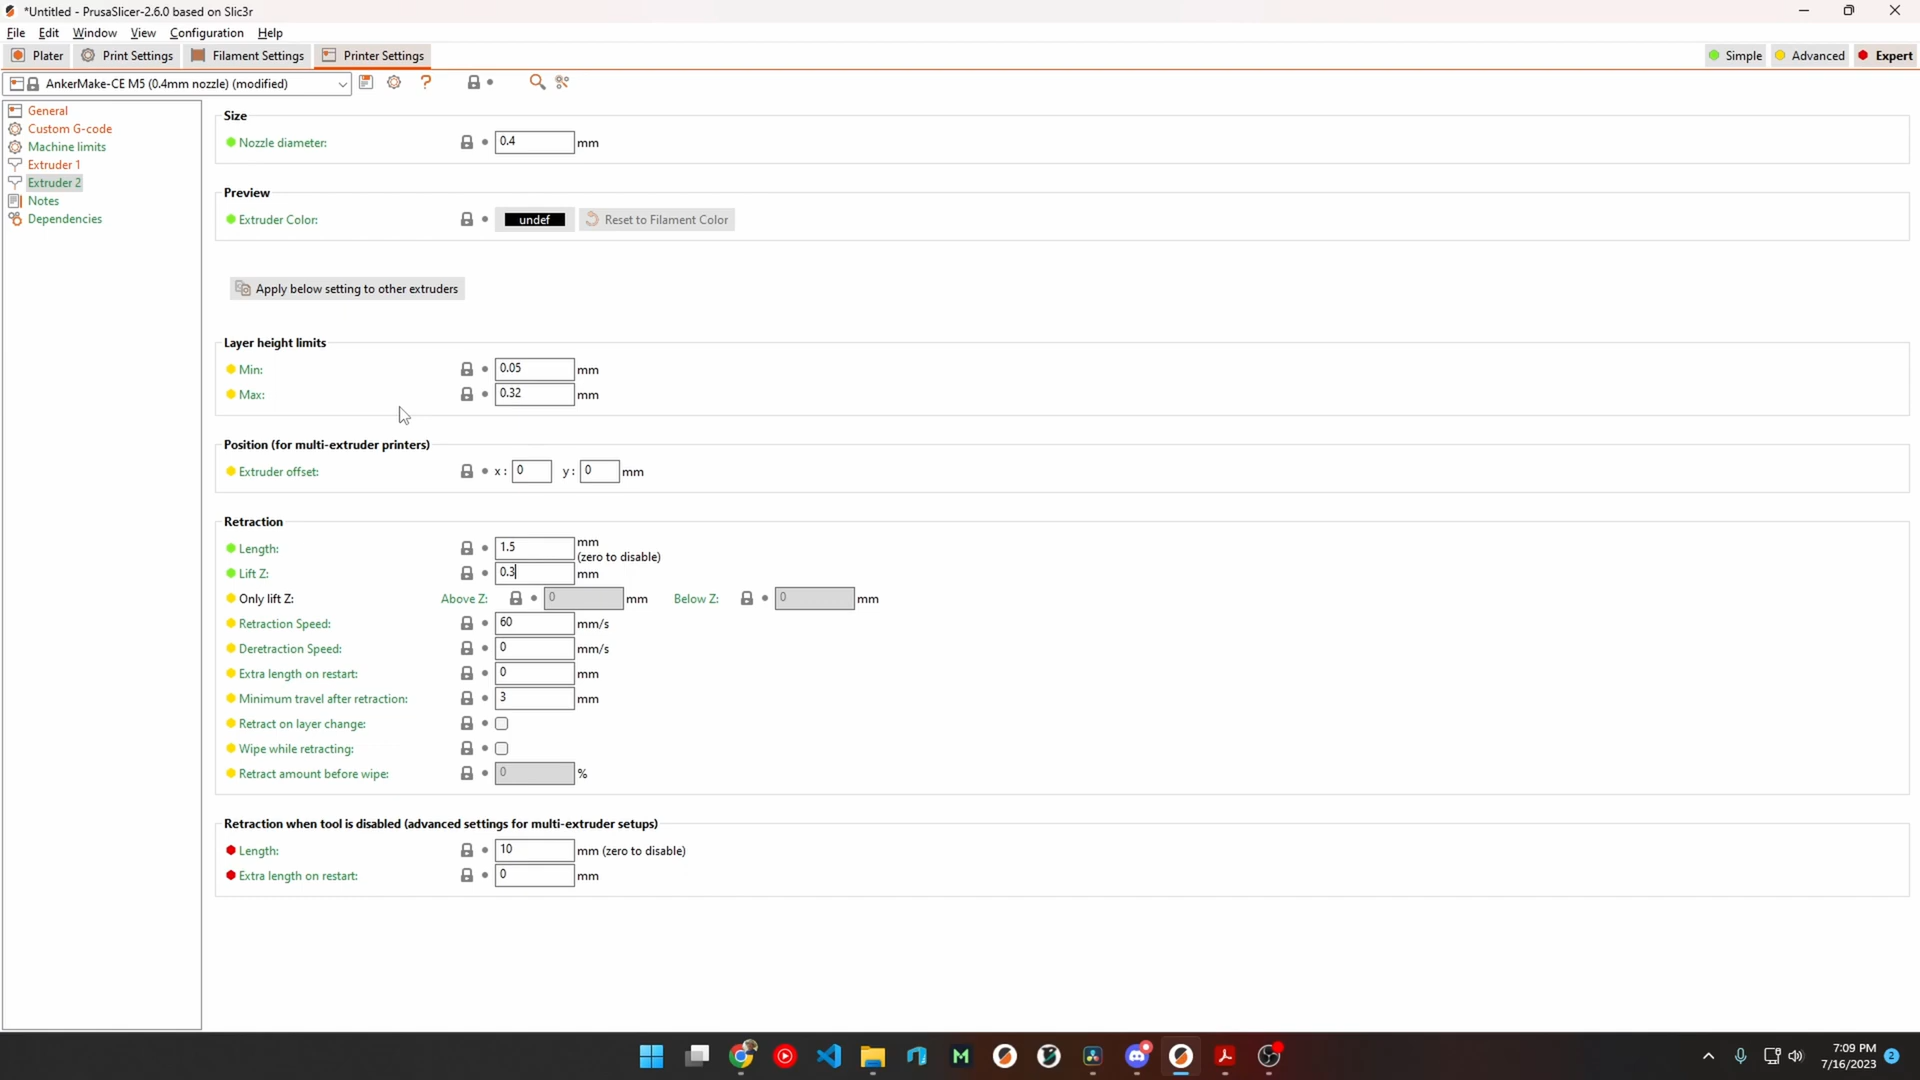 *Untitled - PrusaSlicer-2.6.0 based on Slic3r
File Edit Window View Configuration Help
Plater Print Settings Filament Settings Printer Settings Simple Advanced Expert
AnkerMake-CE M5 (0.4mm nozzle) (modified) ?
General
Custom G-code
Machine limits
Extruder 1
Extruder 2
Notes
Dependencies
Size
Nozzle diameter: 0.4 mm
Preview
Extruder Color: undef Reset to Filament Color
Apply below setting to other extruders
Layer height limits
Min: 0.05 mm
Max: 0.32 mm
Position (for multi-extruder printers)
Extruder offset: x: 0 y: 0 mm
Retraction
Length: 1.5 mm
(zero to disable)
Lift Z: 0.3 mm
Only lift Z: Above Z: 0 mm Below Z: 0 mm
Retraction Speed: 60 mm/s
Deretraction Speed: 0 mm/s
Extra length on restart: 0 mm
Minimum travel after retraction: 3 mm
Retract on layer change:
Wipe while retracting:
Retract amount before wipe: 0 %
Retraction when tool is disabled (advanced settings for multi-extruder setups)
Length: 10 mm (zero to disable)
Extra length on restart: 0 mm
M
7:09 PM
7/16/2023
2